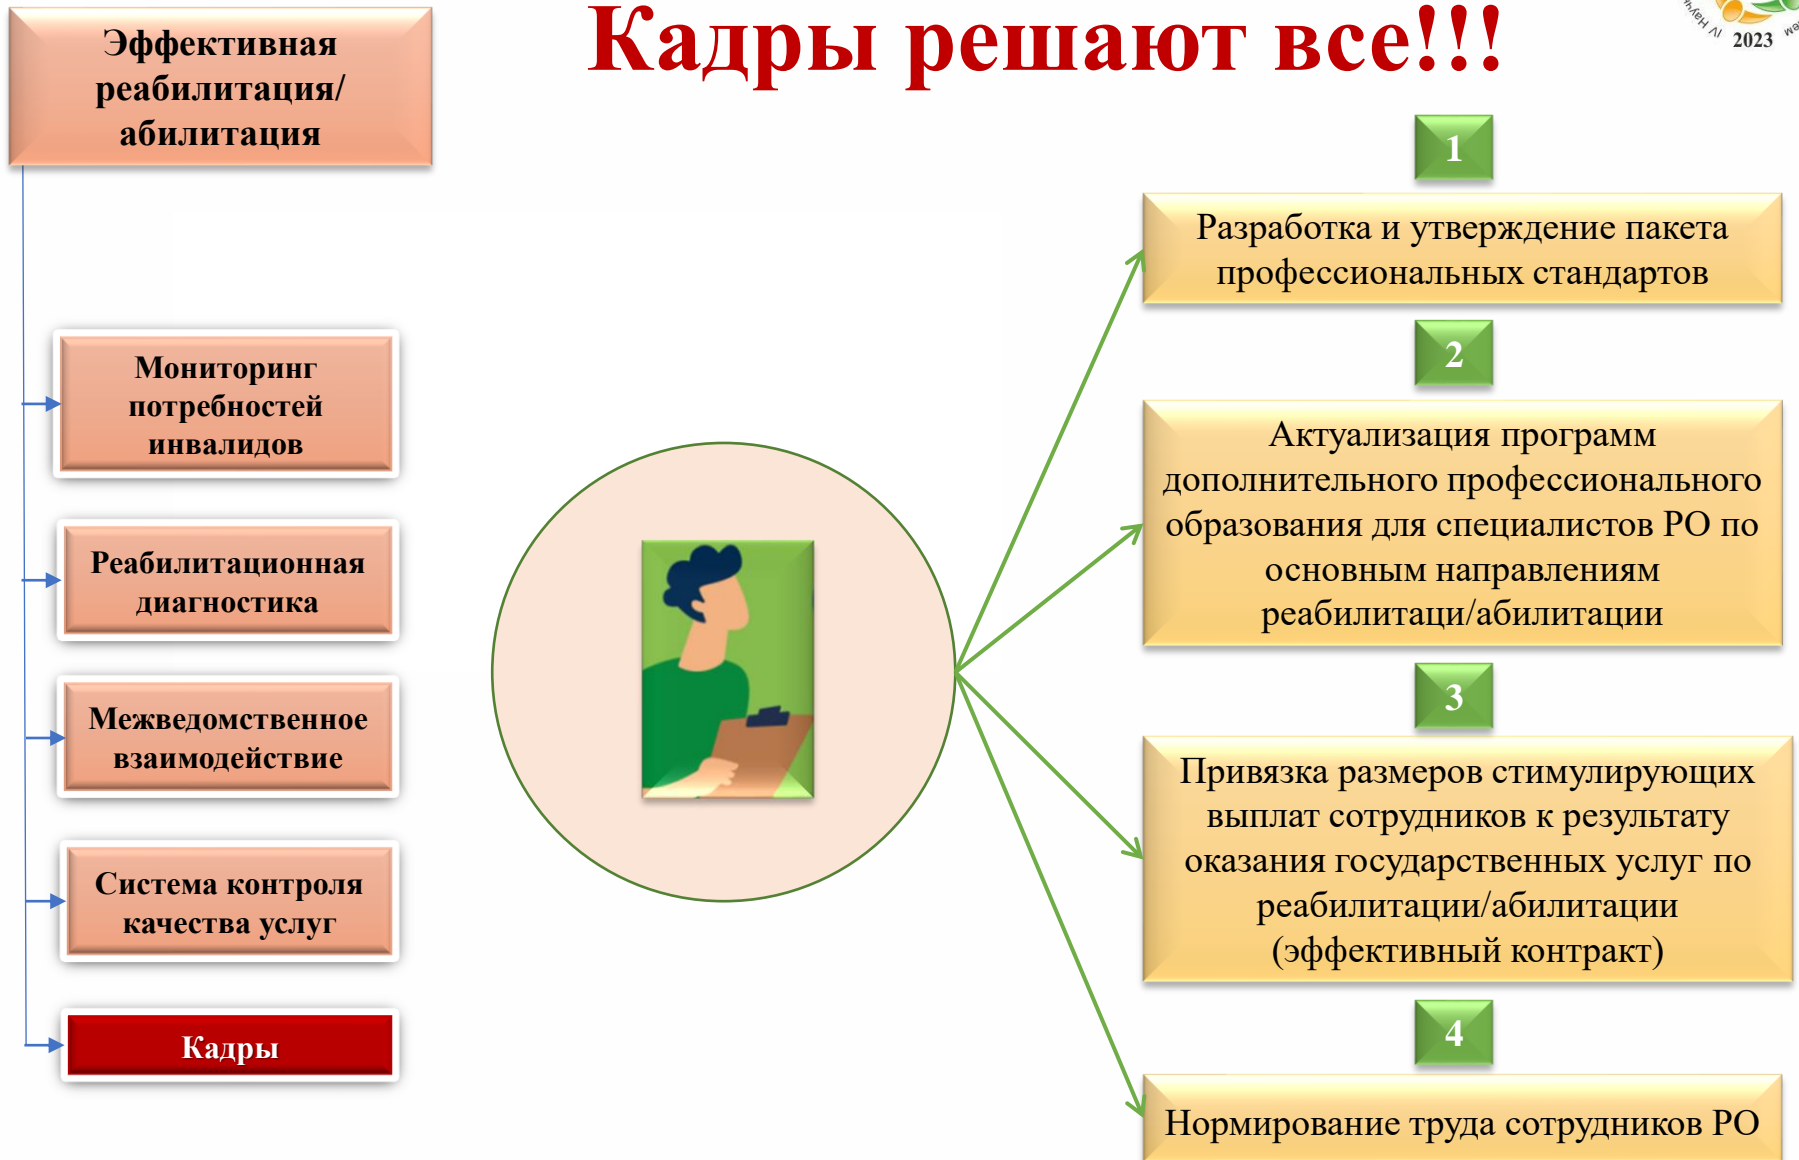 Кадры решают все!!!
2023
Эффективная
реабилитация/
абилитация
Мониторинг
потребностей
инвалидов
Реабилитационная
диагностика
Межведомственное
взаимодействие
Система контроля
качества услуг
Кадры
1
Разработка и утверждение пакета
профессиональных стандартов
2
Актуализация программ
дополнительного профессионального
образования для специалистов РО по
основным направлениям
реабилитаци/абилитации
3
Привязка размеров стимулирующих
выплат сотрудников к результату
оказания государственных услуг по
реабилитации/абилитации
(эффективный контракт)
4
Нормирование труда сотрудников РО